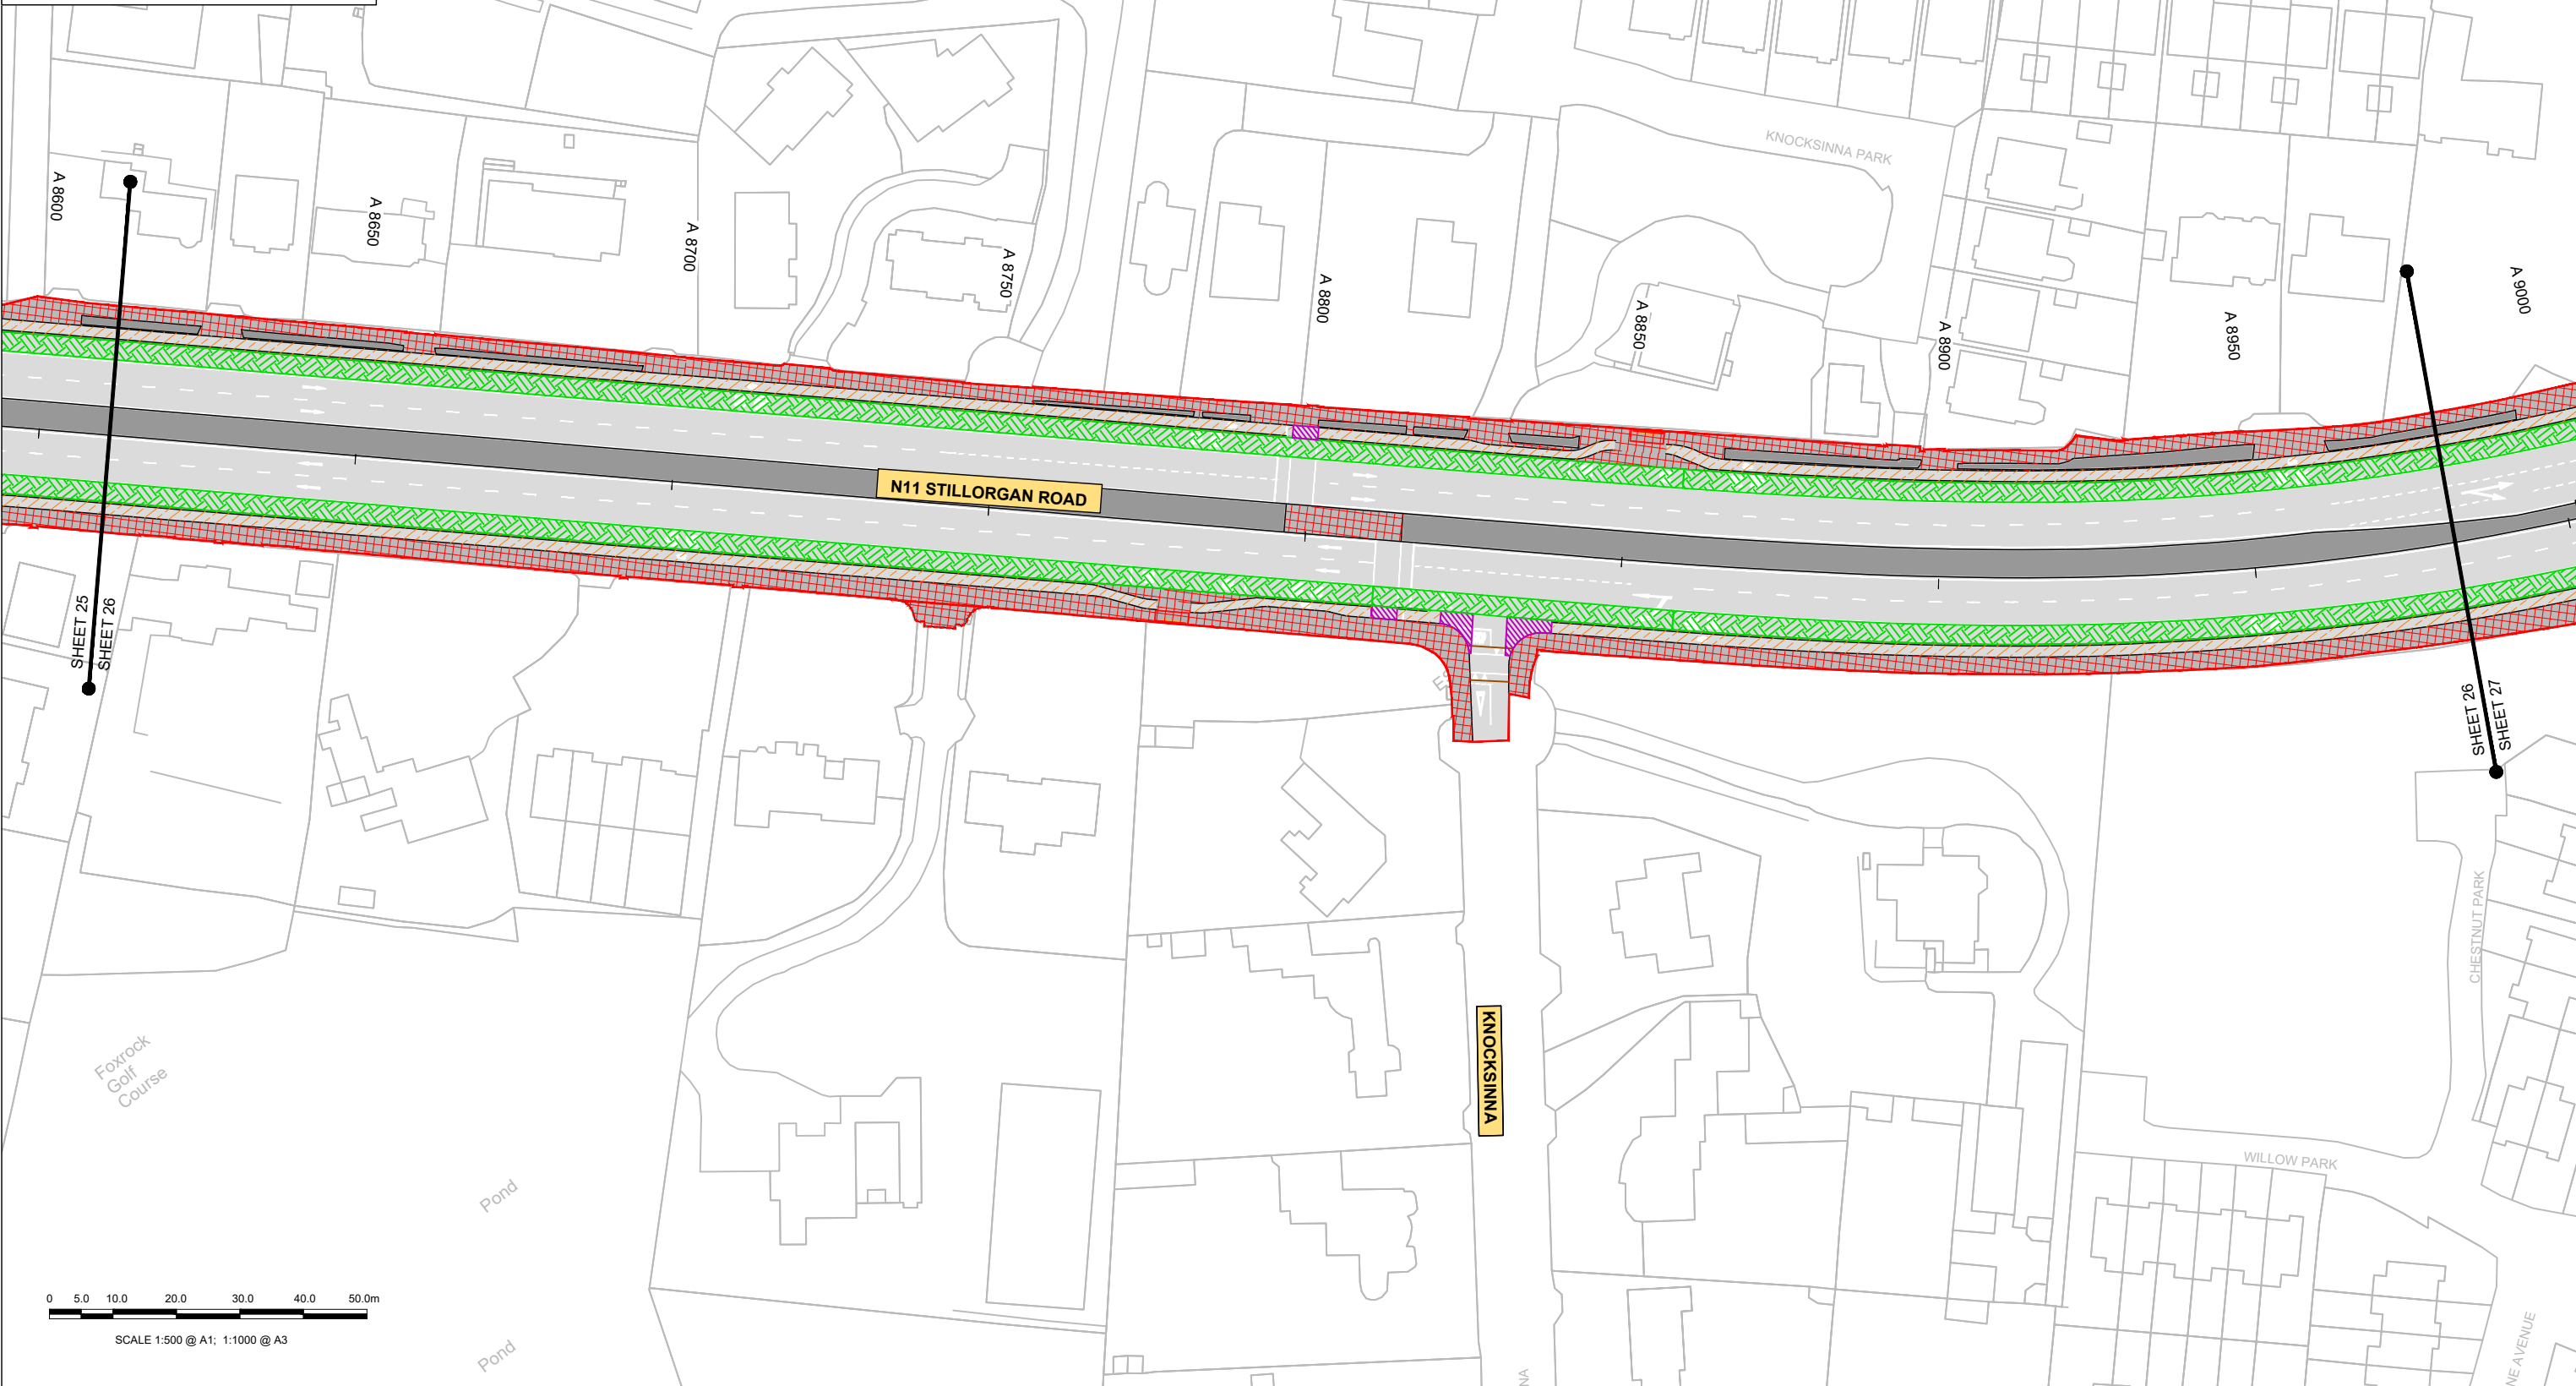 KNOCKSINNA PARK
A 8600
A 8650
A 8700
A 8750
A 8800
A 8850
A 8900
A 8950
A 9000
N11 STILLORGAN ROAD
SHEET 25
SHEET 26
SHEET 26
SHEET 27
KNOCKSINNA
CHESTNUT PARK
Foxrock
Golf
Course
WILLOW PARK
Pond
Pond
0 5.0 10.0 20.0 30.0 40.0 50.0m
SCALE 1:500 @ A1; 1:1000 @ A3
AVENUE